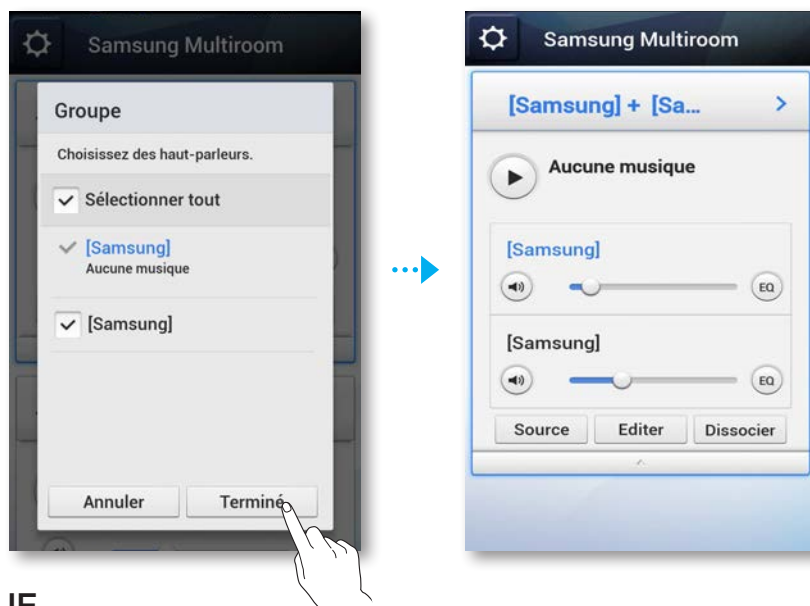 Samsung Multiroom
Groupe
Choisissez des haut-parleurs.
Sélectionner tout
[Samsung]
Aucune musique
[Samsung]
Annuler
Terminé
Samsung Multiroom
[Samsung] + [Sa...
Aucune musique
[Samsung]
EQ
[Samsung]
EQ
Source
Editer
Dissocier